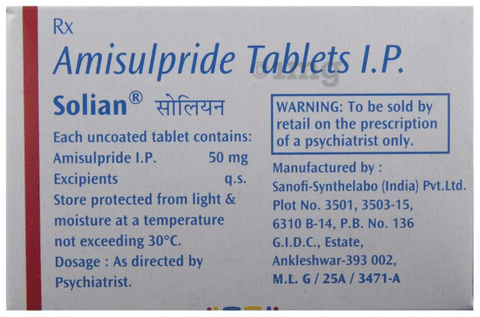 Rx
Amisulpride Tablets I.P.
Solian® सोलियन
Each uncoated tablet contains:
Amisulpride I.P. 50 mg
Excipients q.s.
Store protected from light &
moisture at a temperature
not exceeding 30°C.
Dosage : As directed by
Psychiatrist.
WARNING: To be sold by
retail on the prescription
of a psychiatrist only.
Manufactured by :
Sanofi-Synthelabo (India) Pvt.Ltd.
Plot No. 3501, 3503-15,
6310 B-14, P.B. No. 136
G.I.D.C., Estate,
Ankleshwar-393 002,
M.L. G / 25A / 3471-A